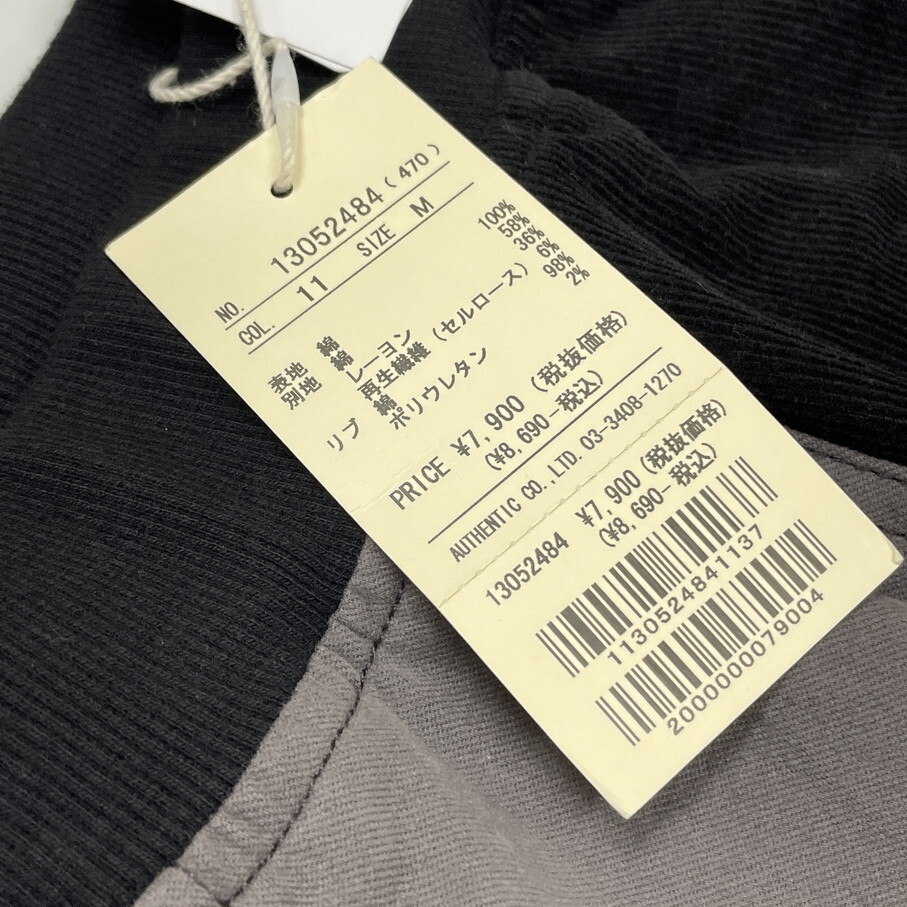 NO. 13052484 (470)
COL. 11 SIZE M
表地 綿 100%
別地 綿 58%
レーヨン 36%
再生繊維 (セルロース) 6%
リブ 綿 98%
ポリウレタン 2%
PRICE ¥7,900 (税抜価格)
(¥8,690-税込)
AUTHENTIC CO.,LTD. 03-3408-1270
13052484 ¥7,900 (税抜価格)
(¥8,690-税込)
1130524841137
2000000079004